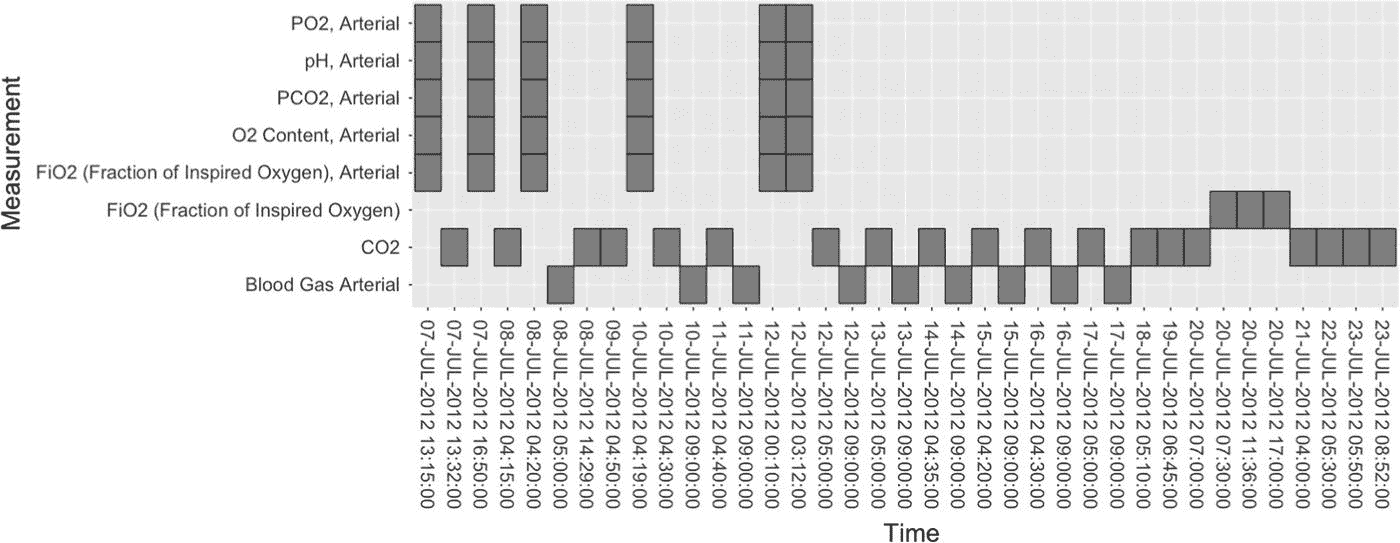 Measurement
PO2, Arterial
pH, Arterial
PCO2, Arterial
O2 Content, Arterial
FiO2 (Fraction of Inspired Oxygen), Arterial
FiO2 (Fraction of Inspired Oxygen)
CO2
Blood Gas Arterial
07-JUL-2012 13:15:00
07-JUL-2012 13:32:00
07-JUL-2012 16:50:00
08-JUL-2012 04:15:00
08-JUL-2012 04:20:00
08-JUL-2012 05:00:00
08-JUL-2012 14:29:00
09-JUL-2012 04:50:00
10-JUL-2012 04:19:00
10-JUL-2012 04:30:00
10-JUL-2012 09:00:00
11-JUL-2012 04:40:00
11-JUL-2012 09:00:00
12-JUL-2012 00:10:00
12-JUL-2012 03:12:00
12-JUL-2012 05:00:00
12-JUL-2012 09:00:00
13-JUL-2012 05:00:00
13-JUL-2012 09:00:00
14-JUL-2012 04:35:00
14-JUL-2012 09:00:00
15-JUL-2012 04:20:00
15-JUL-2012 09:00:00
16-JUL-2012 04:30:00
16-JUL-2012 09:00:00
17-JUL-2012 05:00:00
17-JUL-2012 09:00:00
18-JUL-2012 05:10:00
19-JUL-2012 06:45:00
20-JUL-2012 07:00:00
20-JUL-2012 07:30:00
20-JUL-2012 11:36:00
20-JUL-2012 17:00:00
21-JUL-2012 04:00:00
22-JUL-2012 05:30:00
23-JUL-2012 05:50:00
23-JUL-2012 08:52:00
Time